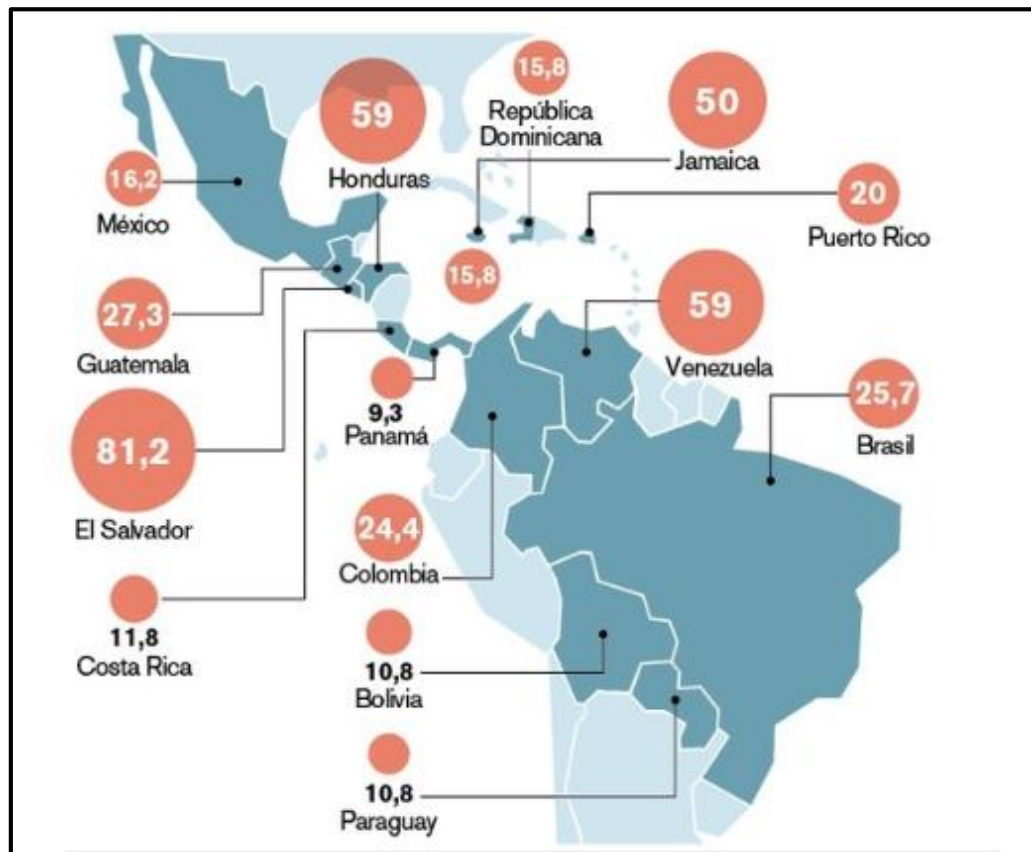 15,8
República
Dominicana
59
Honduras
50
Jamaica
16,2
México
20
Puerto Rico
15,8
27,3
Guatemala
59
Venezuela
9,3
Panamá
25,7
Brasil
81,2
El Salvador
24,4
Colombia
11,8
Costa Rica
10,8
Bolivia
10,8
Paraguay